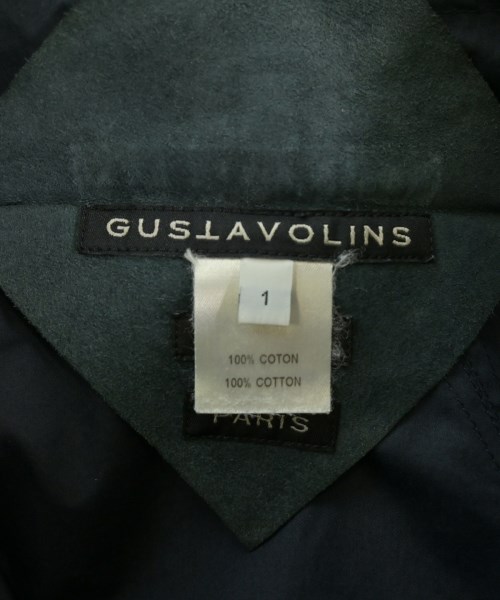 GUSTAVOLINS
1
100% COTON
100% COTTON
PARIS